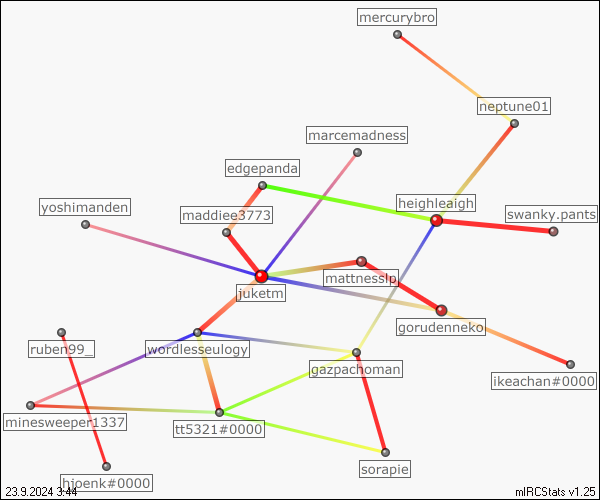 mercurybro
neptune01
marcemadness
edgepanda
heighleaigh
yoshimanden
maddiee3773
swanky.pants
mattnesslp
juketm
gorudenneko
ruben99_
wordlesseulogy
gazpachoman
ikeachan#0000
minesweeper1337
tt5321#0000
sorapie
hjoenk#0000
23.9.2024 3:44
mIRCStats v1.25